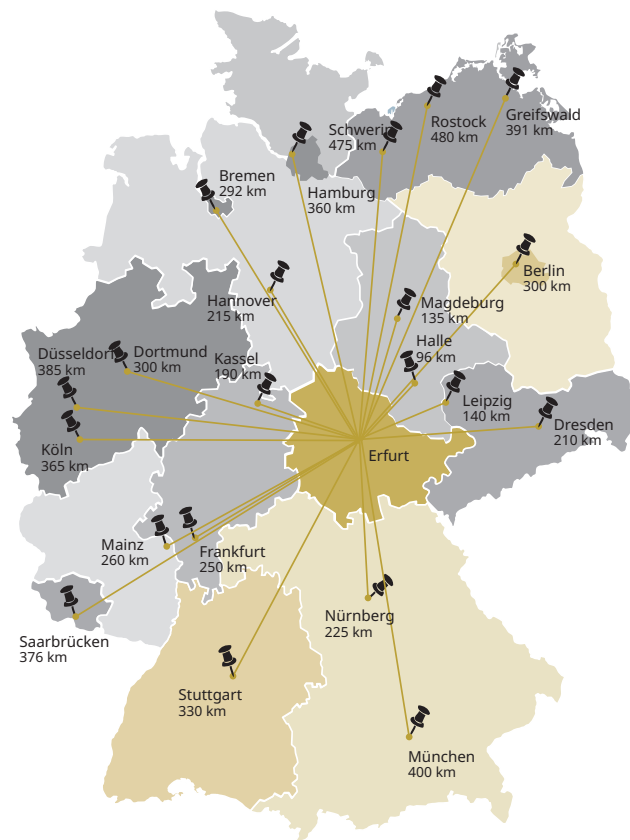 Schwerin
475 km
Rostock
480 km
Greifswald
391 km
Bremen
292 km
Hamburg
360 km
Berlin
300 km
Hannover
215 km
Magdeburg
135 km
Halle
96 km
Düsseldorf
385 km
Dortmund
300 km
Kassel
190 km
Leipzig
140 km
Dresden
210 km
Köln
365 km
Erfurt
Mainz
260 km
Frankfurt
250 km
Saarbrücken
376 km
Nürnberg
225 km
Stuttgart
330 km
München
400 km